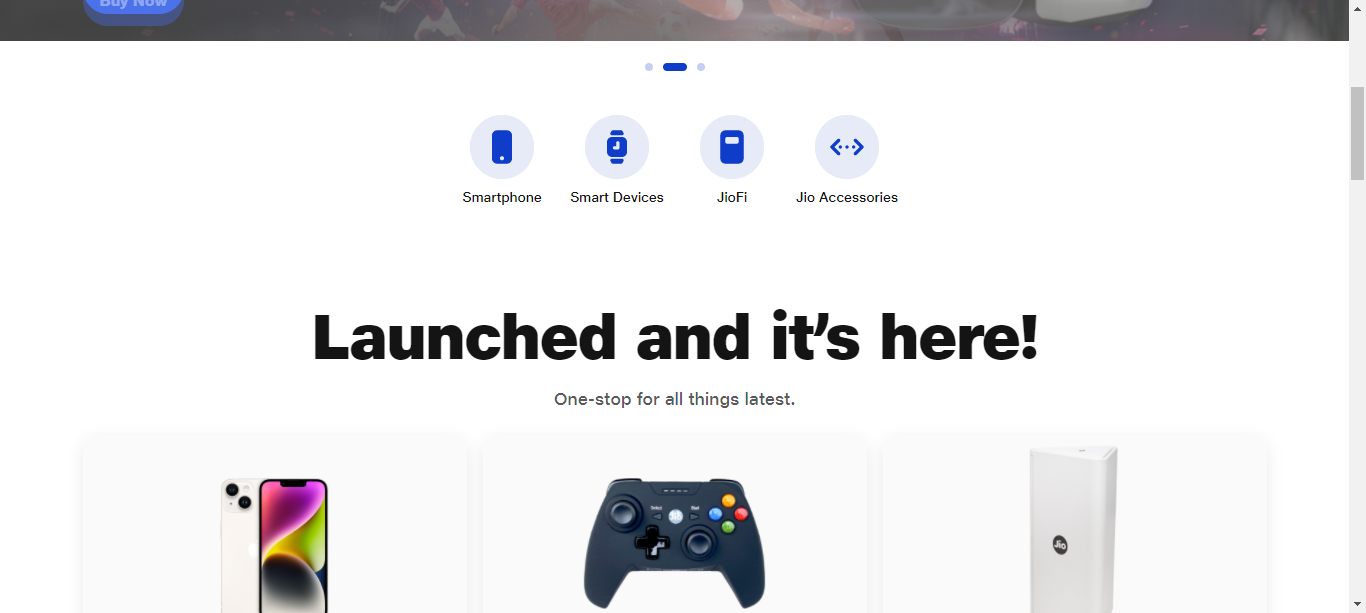 Buy Now
Smartphone
Smart Devices
JioFi
Jio Accessories
Launched and it’s here!
One-stop for all things latest.
Select
Start
Jio